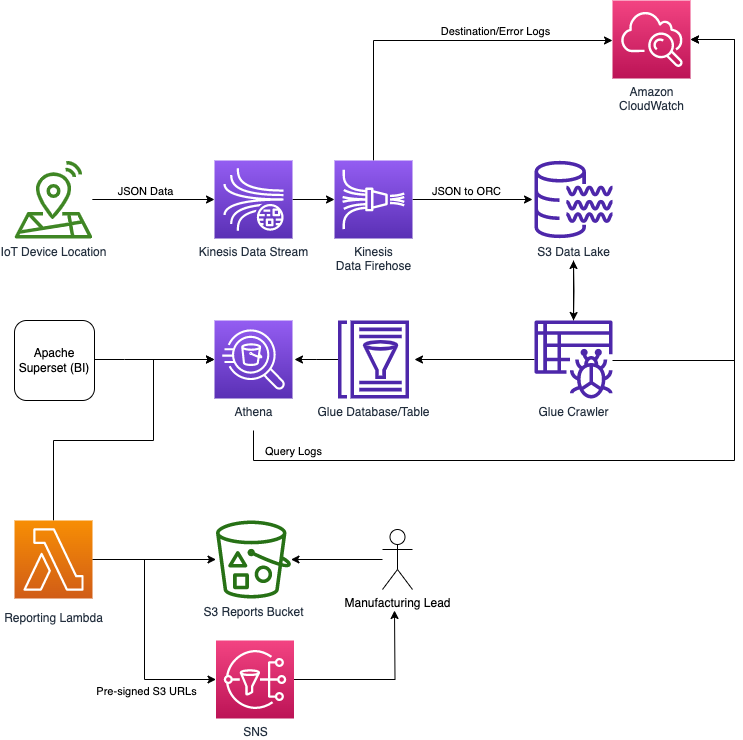 Destination/Error Logs
Amazon
CloudWatch
JSON Data
JSON to ORC
IoT Device Location
Kinesis Data Stream
Kinesis
Data Firehose
S3 Data Lake
Apache
Superset (BI)
Athena
Glue Database/Table
Glue Crawler
Query Logs
Reporting Lambda
S3 Reports Bucket
Manufacturing Lead
Pre-signed S3 URLs
SNS